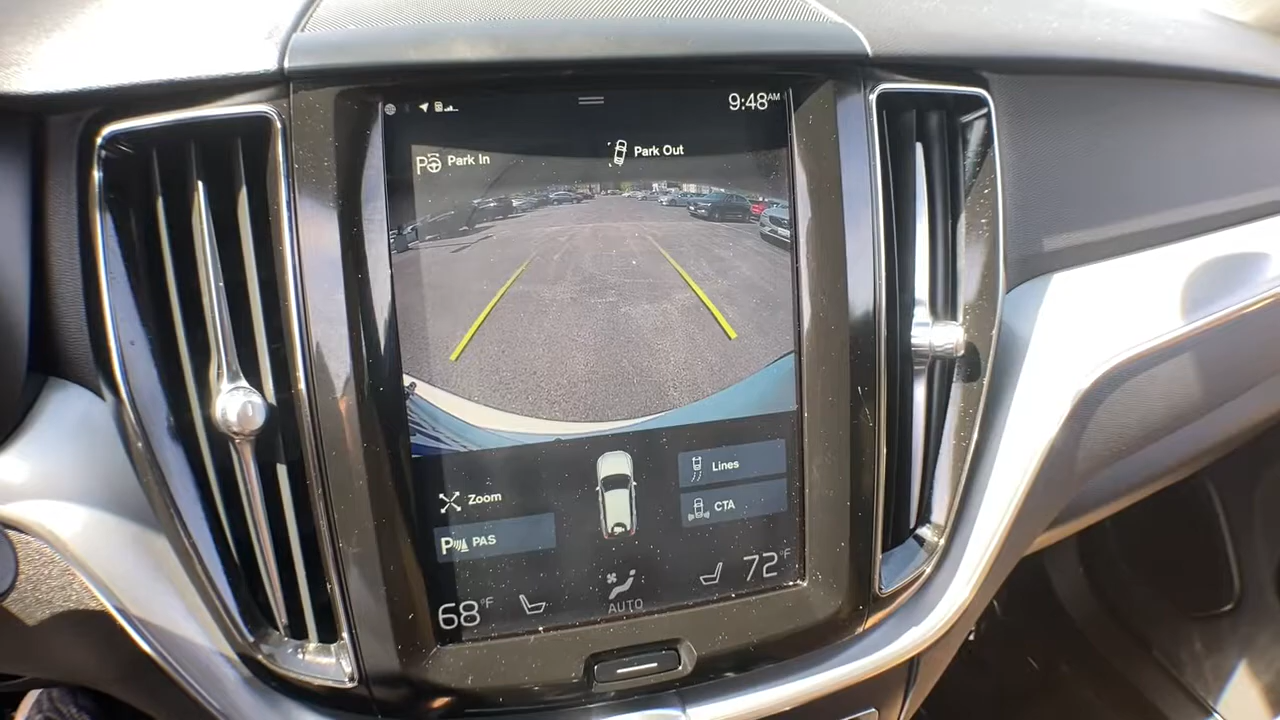 9:48AM
Park In
Park Out
Zoom
Lines
PAS
CTA
68°F
AUTO
72°F